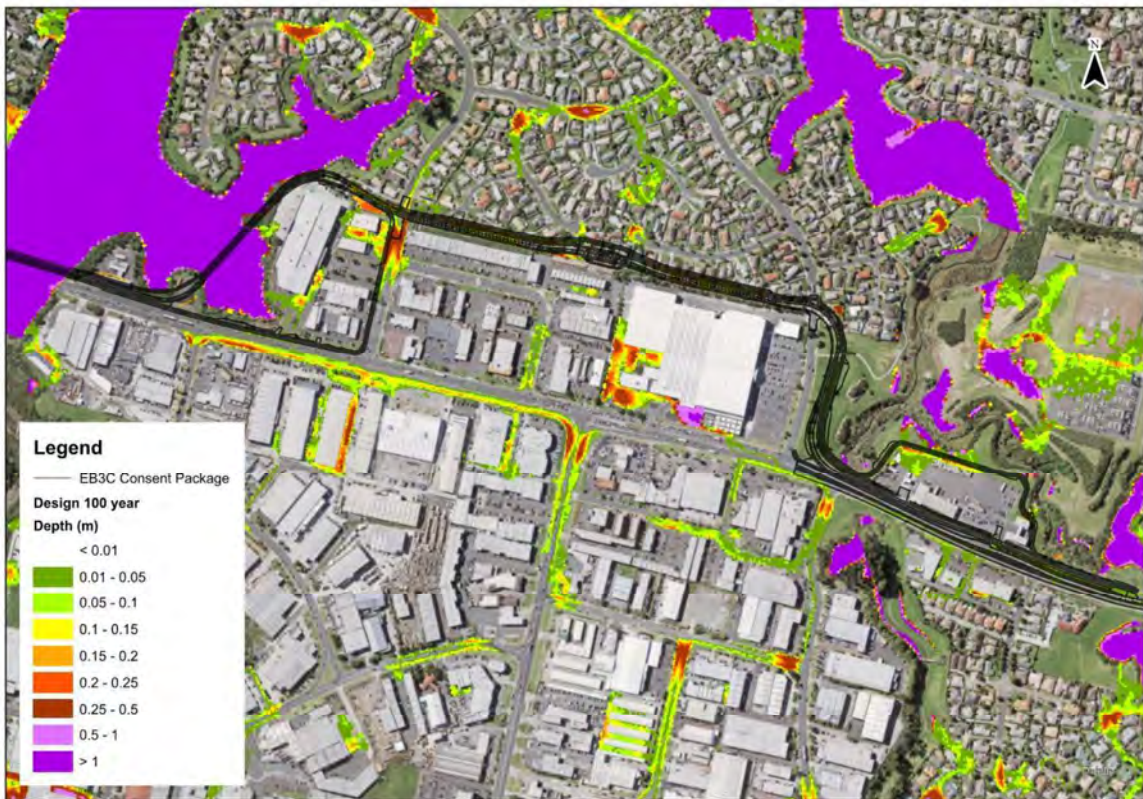 N
Legend
EB3C Consent Package
Design 100 year
Depth (m)
< 0.01
0.01 - 0.05
0.05 - 0.1
0.1 - 0.15
0.15 - 0.2
0.2 - 0.25
0.25 - 0.5
0.5 - 1
> 1